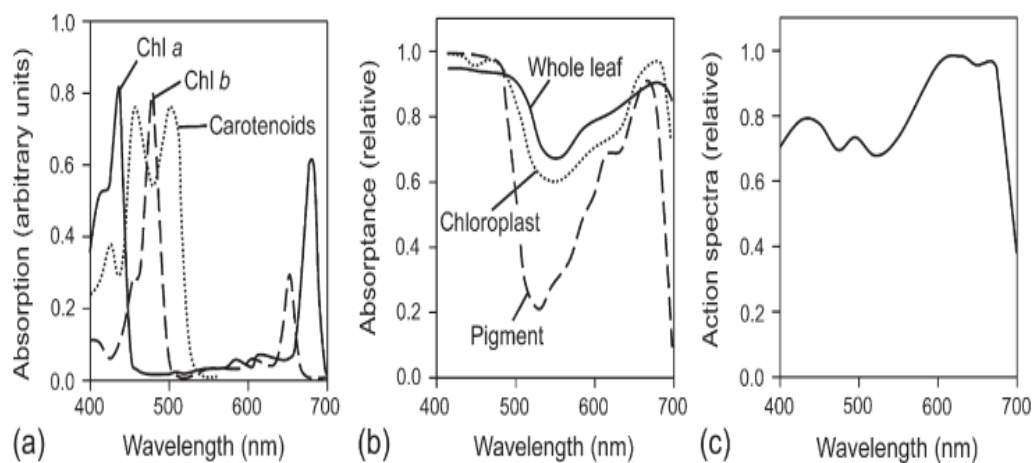 Absorption (arbitrary units)
1.0
0.8
0.6
0.4
0.2
0.0
Chl a
Chl b
Carotenoids
400 500 600 700
Wavelength (nm)
(a)
Absorptance (relative)
1.0
0.8
0.6
0.4
0.2
0.0
Whole leaf
Chloroplast
Pigment
400 500 600 700
Wavelength (nm)
(b)
Action spectra (relative)
1.0
0.8
0.6
0.4
0.2
0.0
400 500 600 700
Wavelength (nm)
(c)